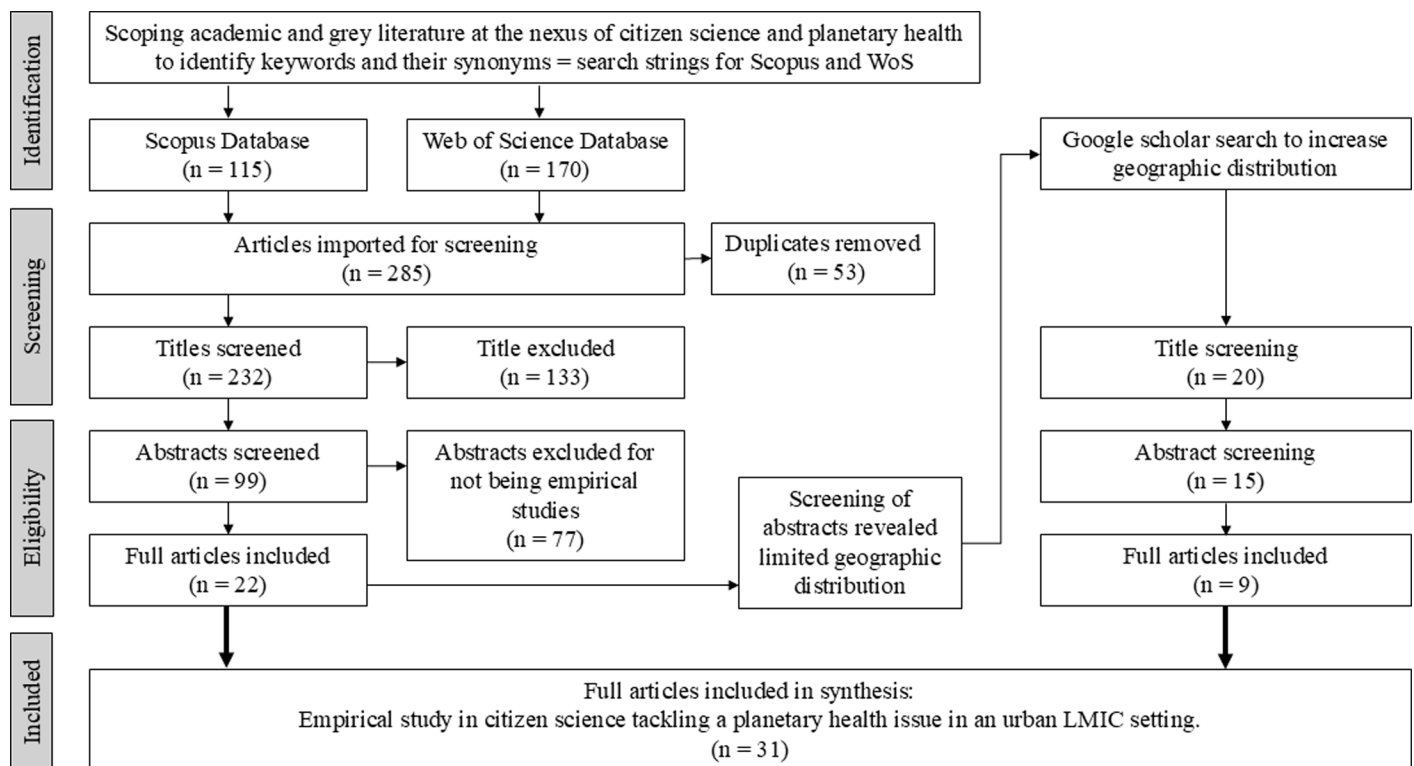 Identification
Scoping academic and grey literature at the nexus of citizen science and planetary health
to identify keywords and their synonyms = search strings for Scopus and WoS
Scopus Database
(n = 115)
Web of Science Database
(n = 170)
Google scholar search to increase
geographic distribution
Screening
Articles imported for screening
(n = 285)
Duplicates removed
(n = 53)
Titles screened
(n = 232)
Title excluded
(n = 133)
Title screening
(n = 20)
Eligibility
Abstracts screened
(n = 99)
Abstracts excluded for
not being empirical
studies
(n = 77)
Screening of
abstracts revealed
limited geographic
distribution
Abstract screening
(n = 15)
Full articles included
(n = 22)
Full articles included
(n = 9)
Included
Full articles included in synthesis:
Empirical study in citizen science tackling a planetary health issue in an urban LMIC setting.
(n = 31)